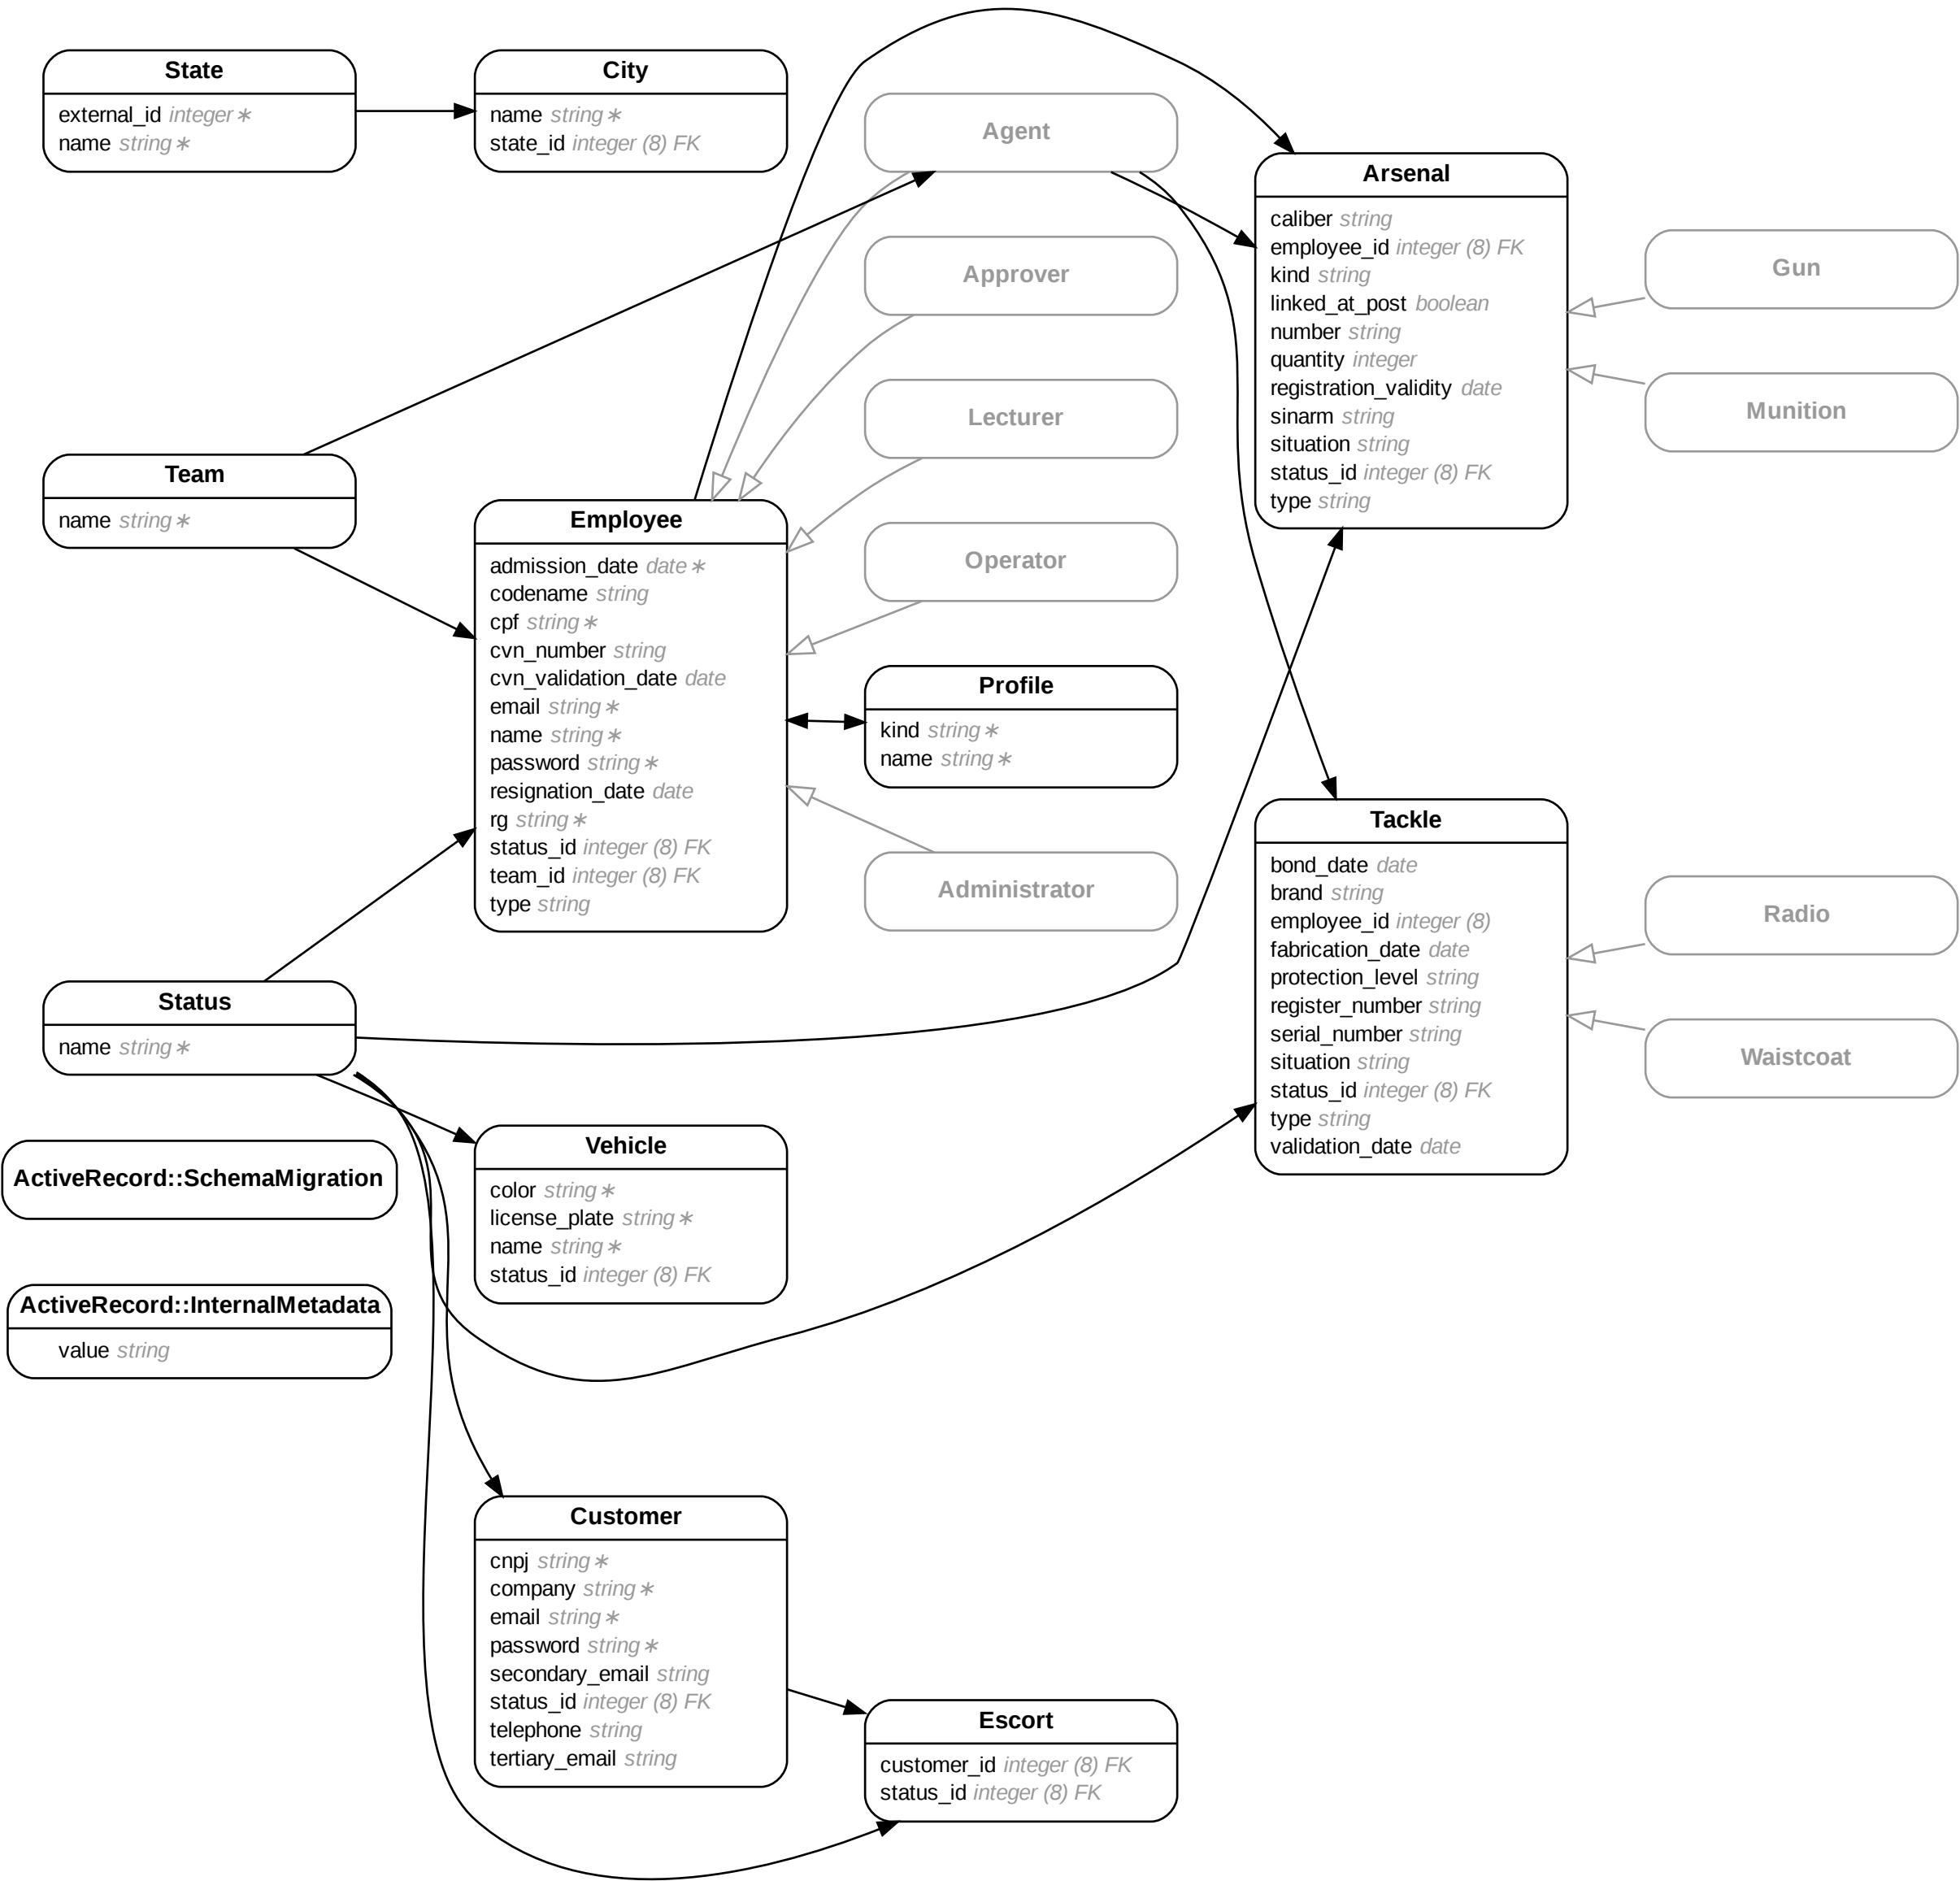 State
external_id integer ∗
name string ∗
City
name string ∗
state_id integer (8) FK
Agent
Approver
Lecturer
Operator
Profile
kind string ∗
name string ∗
Administrator
Team
name string ∗
Employee
admission_date date ∗
codename string
cpf string ∗
cvn_number string
cvn_validation_date date
email string ∗
name string ∗
password string ∗
resignation_date date
rg string ∗
status_id integer (8) FK
team_id integer (8) FK
type string
Arsenal
caliber string
employee_id integer (8) FK
kind string
linked_at_post boolean
number string
quantity integer
registration_validity date
sinarm string
situation string
status_id integer (8) FK
type string
Gun
Munition
Tackle
bond_date date
brand string
employee_id integer (8)
fabrication_date date
protection_level string
register_number string
serial_number string
situation string
status_id integer (8) FK
type string
validation_date date
Radio
Waistcoat
Status
name string ∗
ActiveRecord::SchemaMigration
ActiveRecord::InternalMetadata
value string
Vehicle
color string ∗
license_plate string ∗
name string ∗
status_id integer (8) FK
Customer
cnpj string ∗
company string ∗
email string ∗
password string ∗
secondary_email string
status_id integer (8) FK
telephone string
tertiary_email string
Escort
customer_id integer (8) FK
status_id integer (8) FK